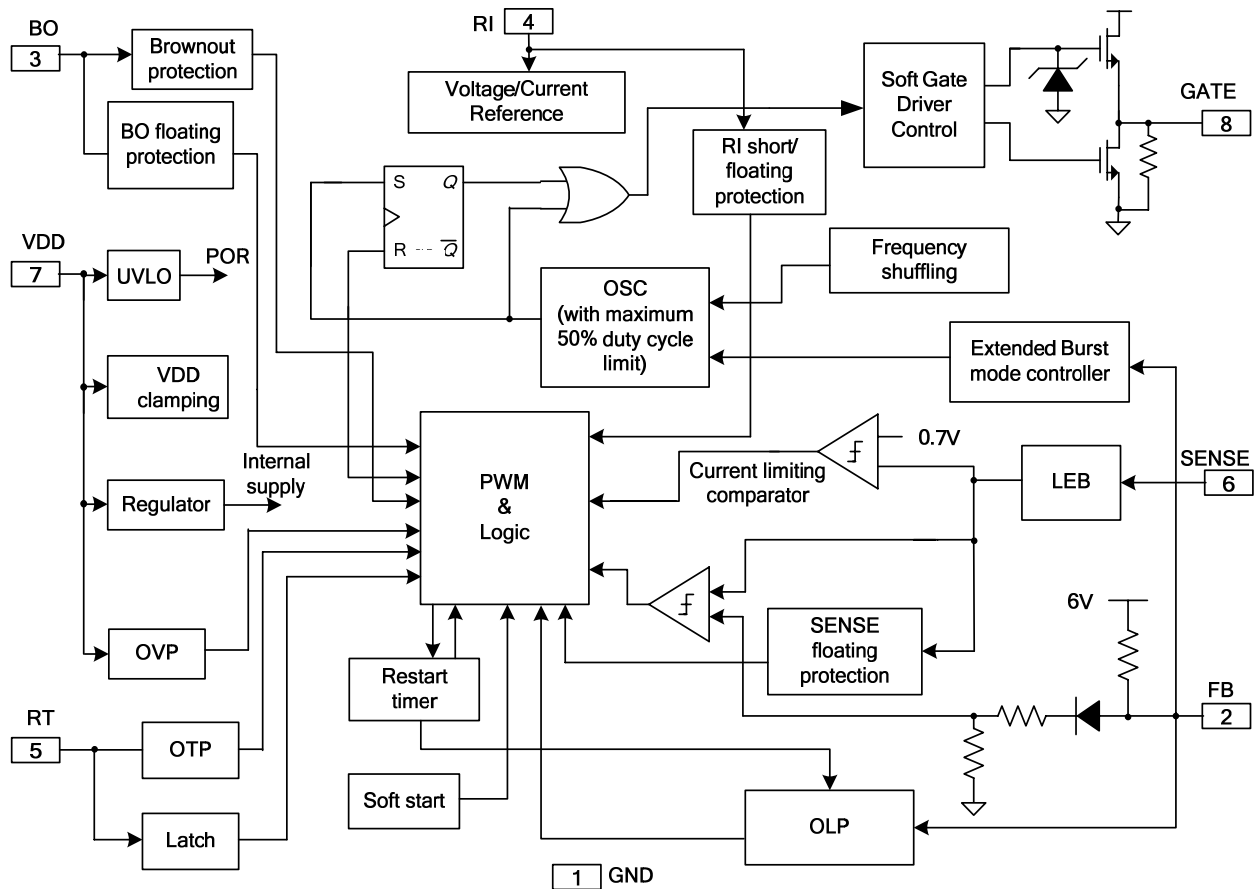 BO
3
Brownout
protection
BO floating
protection
RI
4
Voltage/Current
Reference
RI short/
floating
protection
Soft Gate
Driver
Control
GATE
8
S
Q
R
Q̅
VDD
7
UVLO
POR
VDD
clamping
Regulator
Internal
supply
OVP
OSC
(with maximum
50% duty cycle
limit)
Frequency
shuffling
Extended Burst
mode controller
PWM
&
Logic
0.7V
Current limiting
comparator
LEB
SENSE
6
SENSE
floating
protection
6V
FB
2
Restart
timer
RT
5
OTP
Latch
Soft start
OLP
1
GND